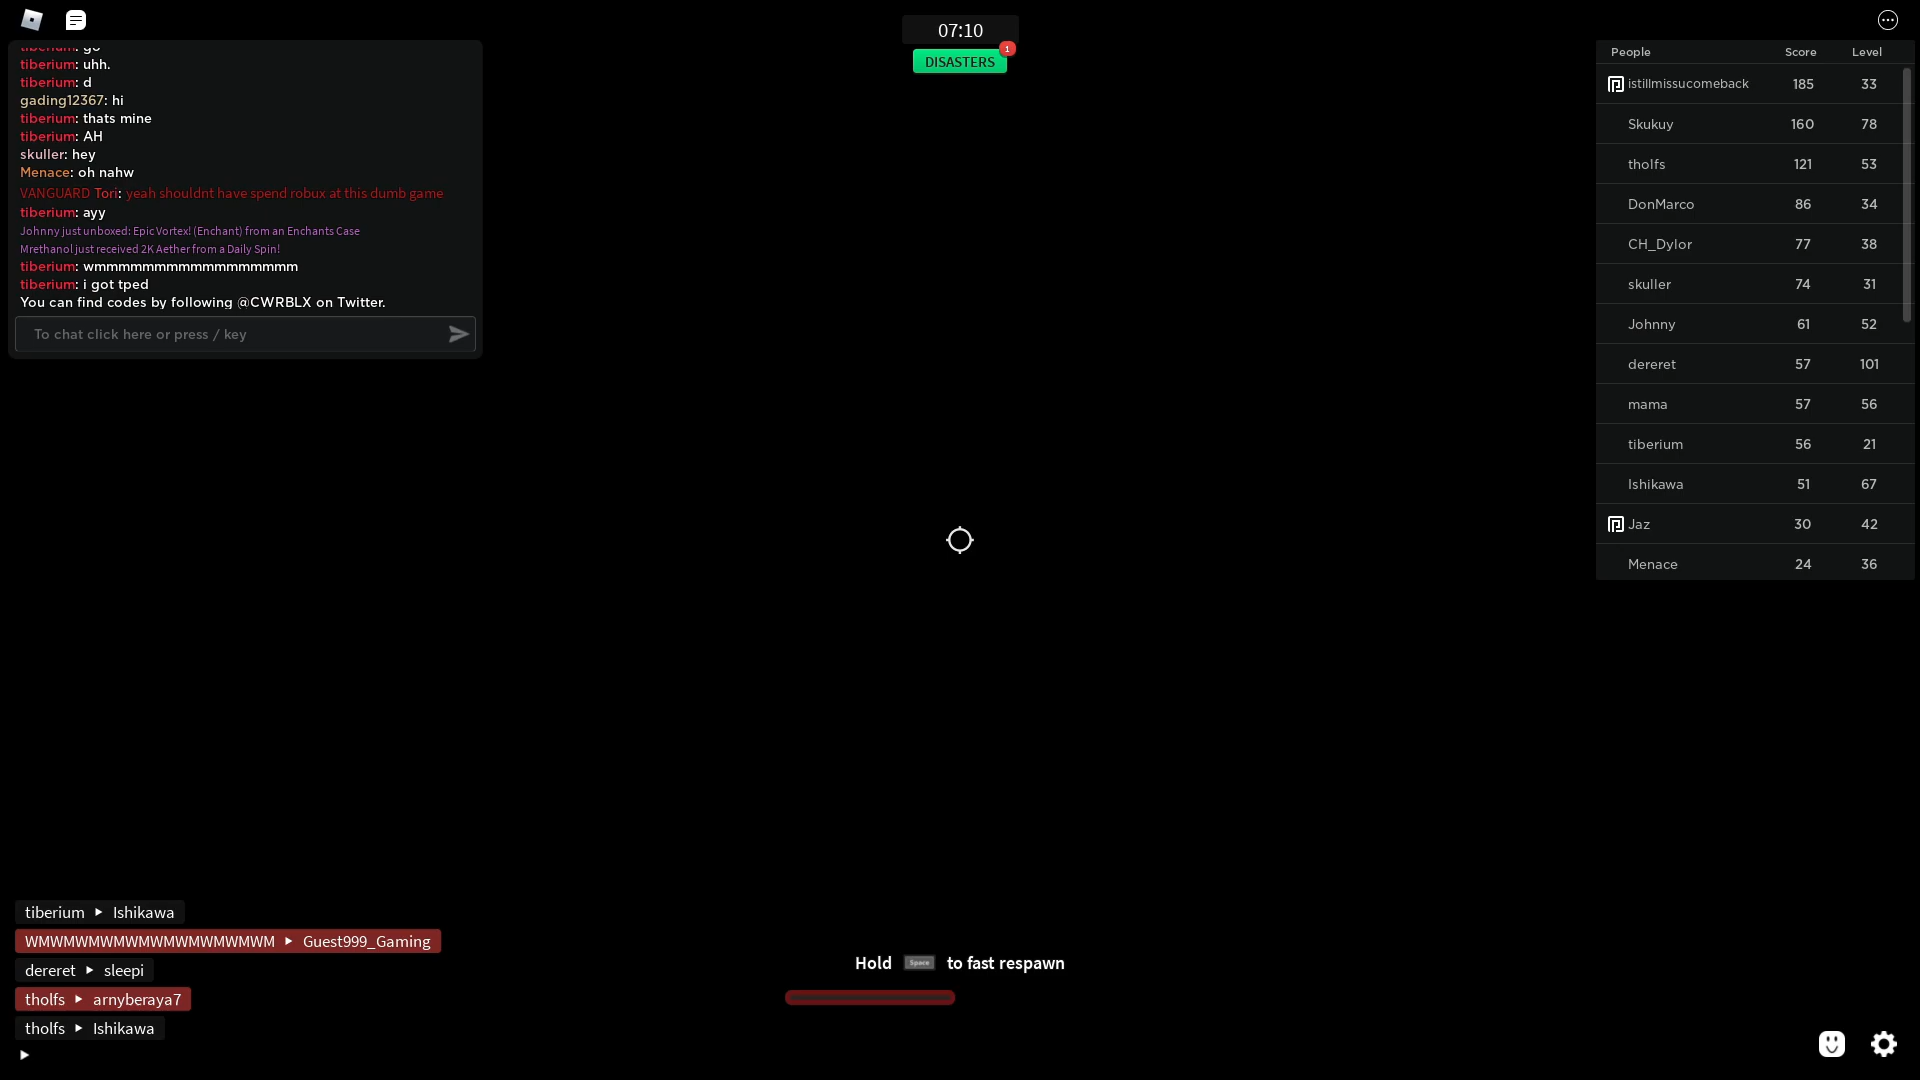 07:10
DISASTERS
1
tiberium: go
tiberium: uhh.
tiberium: d
gading12367: hi
tiberium: thats mine
tiberium: AH
skuller: hey
Menace: oh nahw
VANGUARD Tori: yeah shouldnt have spend robux at this dumb game
tiberium: ayy
Johnny just unboxed: Epic Vortex! (Enchant) from an Enchants Case
Mrethanol just received 2K Aether from a Daily Spin!
tiberium: wmmmmmmmmmmmmmmmmm
tiberium: i got tped
You can find codes by following @CWRBLX on Twitter.
To chat click here or press / key
People Score Level
istillmissucomeback 185 33
Skukuy 160 78
tholfs 121 53
DonMarco 86 34
CH_Dylor 77 38
skuller 74 31
Johnny 61 52
dereret 57 101
mama 57 56
tiberium 56 21
Ishikawa 51 67
Jaz 30 42
Menace 24 36
tiberium ▶ Ishikawa
WMWMWMWMWMWMWMWMWMWM ▶ Guest999_Gaming
dereret ▶ sleepi
tholfs ▶ arnyberaya7
tholfs ▶ Ishikawa
Hold Space to fast respawn